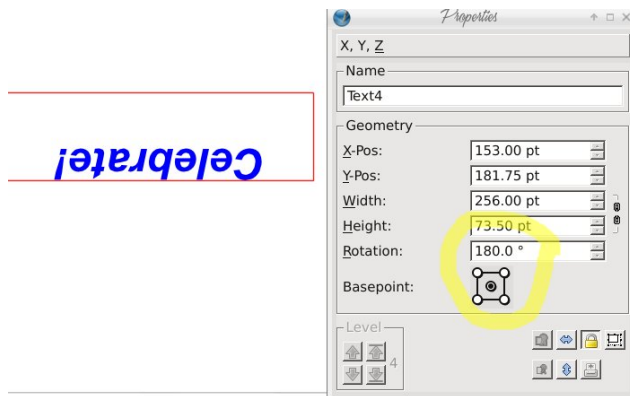 Celebrate!
Properties
X, Y, Z
Name
Text4
Geometry
X-Pos: 153.00 pt
Y-Pos: 181.75 pt
Width: 256.00 pt
Height: 73.50 pt
Rotation: 180.0 °
Basepoint:
Level
4